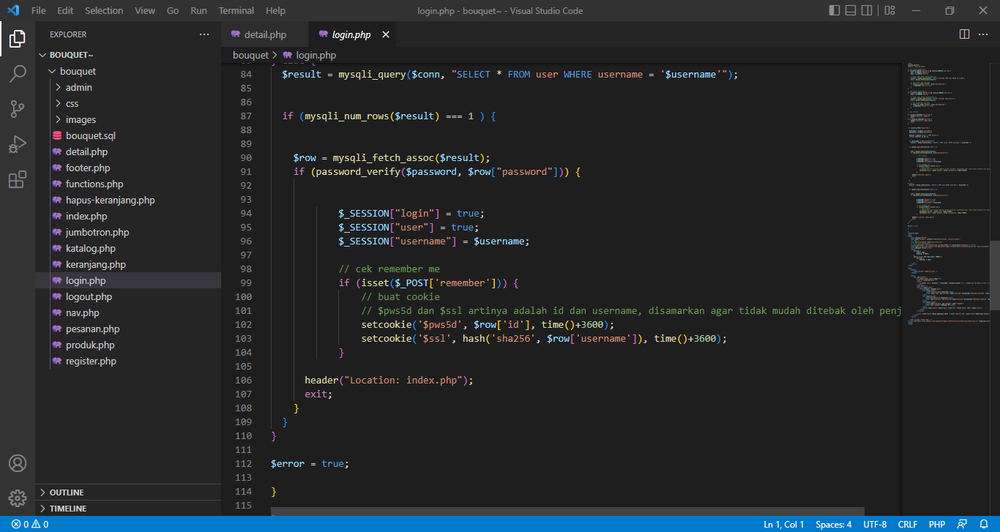 File Edit Selection View Go Run Terminal Help login.php - bouquet~ - Visual Studio Code
EXPLORER
BOUQUET~
bouquet
admin
css
images
bouquet.sql
detail.php
footer.php
functions.php
hapus-keranjang.php
index.php
jumbotron.php
katalog.php
keranjang.php
login.php
logout.php
nav.php
pesanan.php
produk.php
register.php
OUTLINE
TIMELINE
detail.php login.php
bouquet > login.php
84 $result = mysqli_query($conn, "SELECT * FROM user WHERE username = '$username'");
85
86
87 if (mysqli_num_rows($result) === 1 ) {
88
89
90 $row = mysqli_fetch_assoc($result);
91 if (password_verify($password, $row["password"])) {
92
93
94 $_SESSION["login"] = true;
95 $_SESSION["user"] = true;
96 $_SESSION["username"] = $username;
97
98 // cek remember me
99 if (isset($_POST['remember'])) {
100 // buat cookie
101 // $pws5d dan $ssl artinya adalah id dan username, disamarkan agar tidak mudah ditebak oleh penj
102 setcookie('$pws5d', $row['id'], time()+3600);
103 setcookie('$ssl', hash('sha256', $row['username']), time()+3600);
104 }
105
106 header("Location: index.php");
107 exit;
108 }
109 }
110 }
111
112 $error = true;
113
114 }
115
0 0 Ln 1, Col 1 Spaces: 4 UTF-8 CRLF PHP